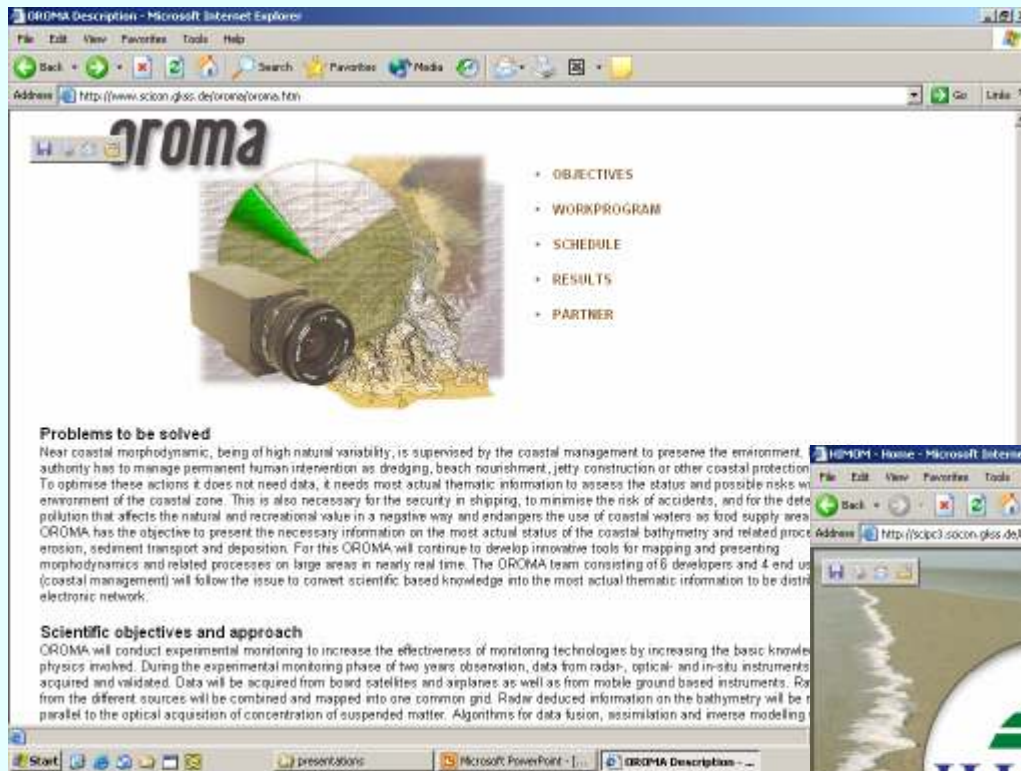 OROMA Description - Microsoft Internet Explorer
File Edit View Favorites Tools Help
Back Search Favorites Media
Address http://www.scicon.gkss.de/oroma/oroma.htm Go Links
oroma
OBJECTIVES
WORKPROGRAM
SCHEDULE
RESULTS
PARTNER
Problems to be solved
Near coastal morphodynamic, being of high natural variability, is supervised by the coastal management to preserve the environment.
authority has to manage permanent human intervention as dredging, beach nourishment, jetty construction or other coastal protection
To optimise these actions it does not need data, it needs most actual thematic information to assess the status and possible risks
environment of the coastal zone. This is also necessary for the security in shipping, to minimise the risk of accidents, and for the
pollution that affects the natural and recreational value in a negative way and endangers the use of coastal waters as food supply
OROMA has the objective to present the necessary information on the most actual status of the coastal bathymetry and related
erosion, sediment transport and deposition. For this OROMA will continue to develop innovative tools for mapping and presenting
morphodynamics and related processes on large areas in nearly real time. The OROMA team consisting of 6 developers and 4 end
(coastal management) will follow the issue to convert scientific based knowledge into the most actual thematic information to be
electronic network.
Scientific objectives and approach
OROMA will conduct experimental monitoring to increase the effectiveness of monitoring technologies by increasing the basic
physics involved. During the experimental monitoring phase of two years observation, data from radar-, optical- and in-situ instruments
acquired and validated. Data will be acquired from board satellites and airplanes as well as from mobile ground based instruments.
from the different sources will be combined and mapped into one common grid. Radar deduced information on the bathymetry will be
parallel to the optical acquisition of concentration of suspended matter. Algorithms for data fusion, assimilation and inverse modelling
Start presentations Microsoft PowerPoint - [... OROMA Description - ...
HIMOM - Home - Microsoft Interne
File Edit View Favorites Tools
Back
Address